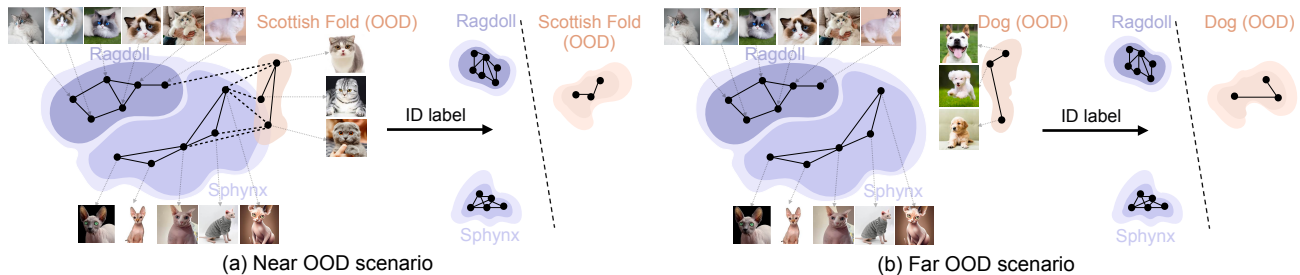 Scottish Fold (OOD)
Ragdoll
Sphynx
ID label
Ragdoll
Scottish Fold
(OOD)
Sphynx
(a) Near OOD scenario
Ragdoll
Dog (OOD)
Sphynx
ID label
Ragdoll
Dog (OOD)
Sphynx
(b) Far OOD scenario